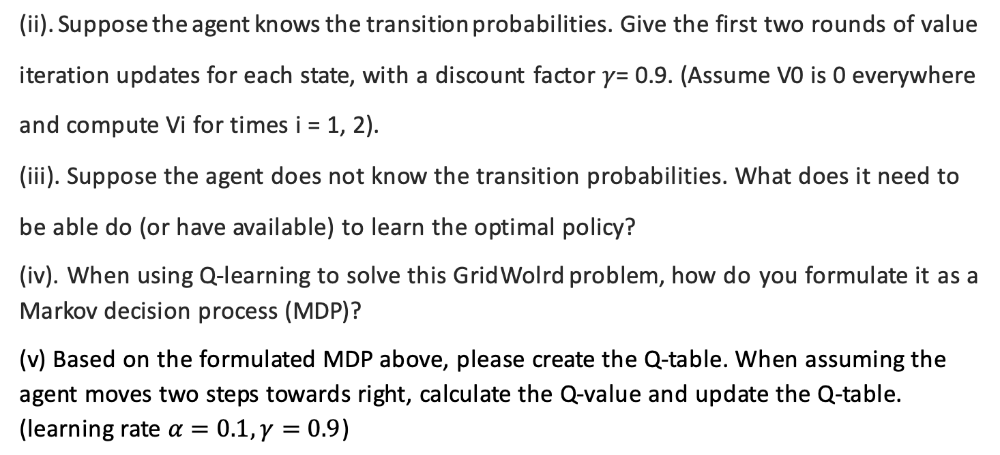 (ii). Suppose the agent knows the transition probabilities. Give the first two rounds of value
iteration updates for each state, with a discount factor γ= 0.9. (Assume V0 is 0 everywhere
and compute Vi for times i = 1, 2).
(iii). Suppose the agent does not know the transition probabilities. What does it need to
be able do (or have available) to learn the optimal policy?
(iv). When using Q-learning to solve this GridWolrd problem, how do you formulate it as a
Markov decision process (MDP)?
(v) Based on the formulated MDP above, please create the Q-table. When assuming the
agent moves two steps towards right, calculate the Q-value and update the Q-table.
(learning rate α = 0.1, γ = 0.9)